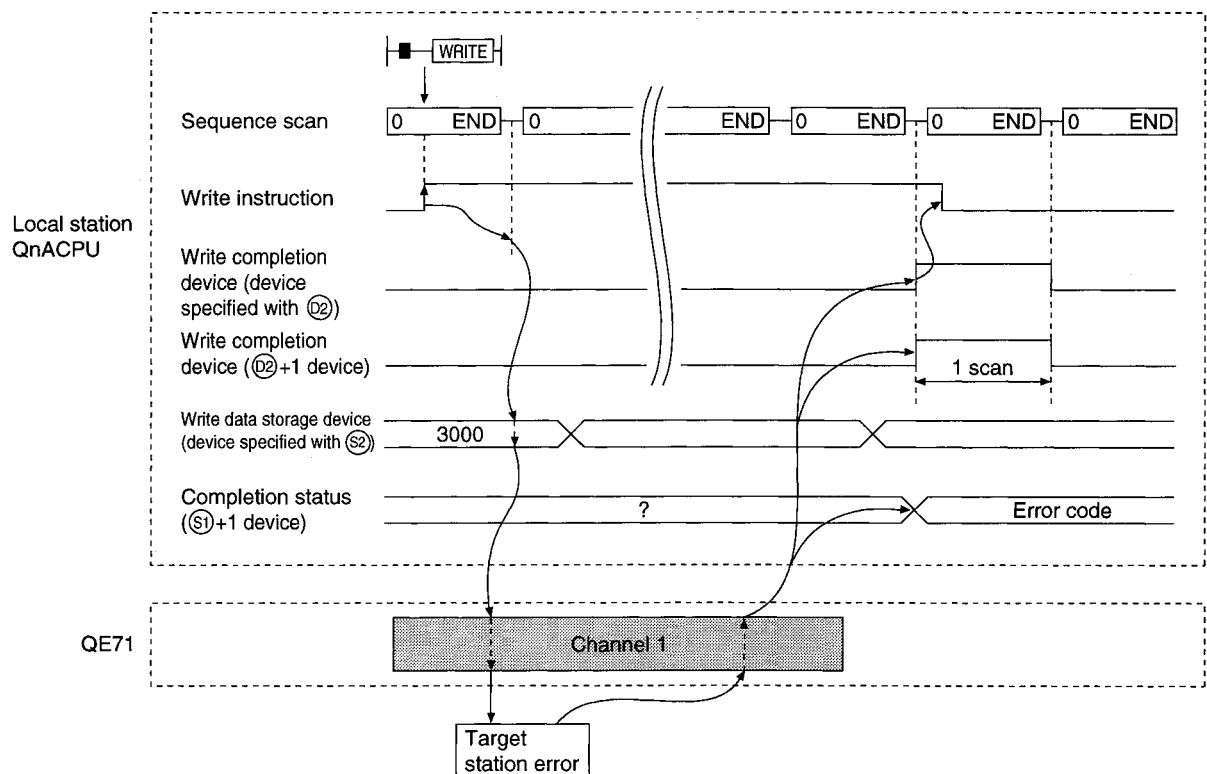 WRITE
Sequence scan
0 END 0 END 0 END 0 END 0 END
Write instruction
Local station
QnACPU
Write completion
device (device
specified with D2)
Write completion
device (D2+1 device)
1 scan
Write data storage device
(device specified with S2)
3000
Completion status
(S1+1 device)
?
Error code
QE71
Channel 1
Target
station error